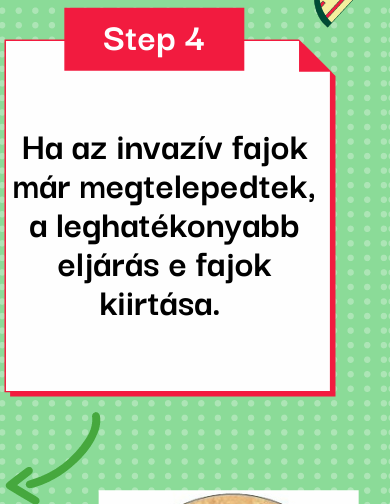 Step 4
Ha az invazív fajok
már megtelepedtek,
a leghatékonyabb
eljárás e fajok
kiirtása.